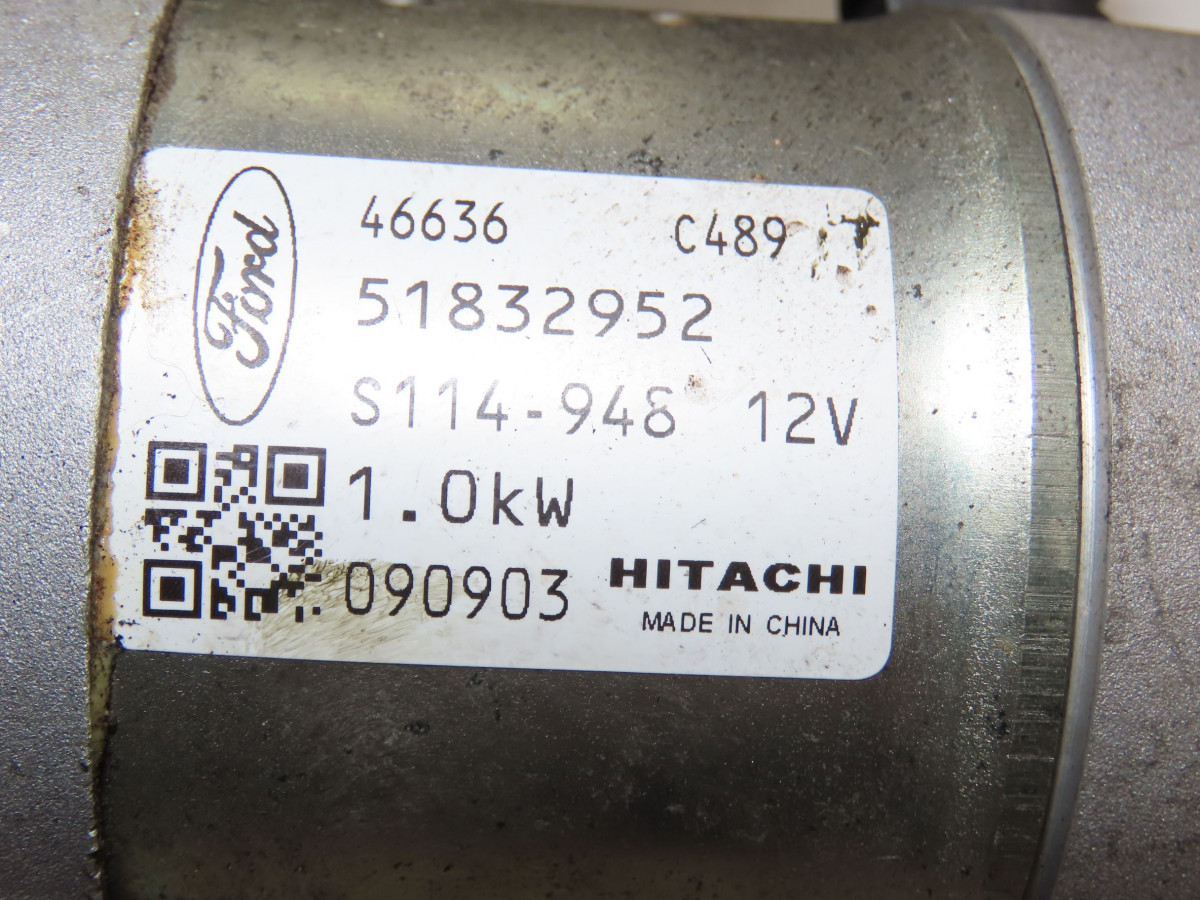 Ford
46636 C489
51832952
S114-948 12V
1.0kW
090903
HITACHI
MADE IN CHINA